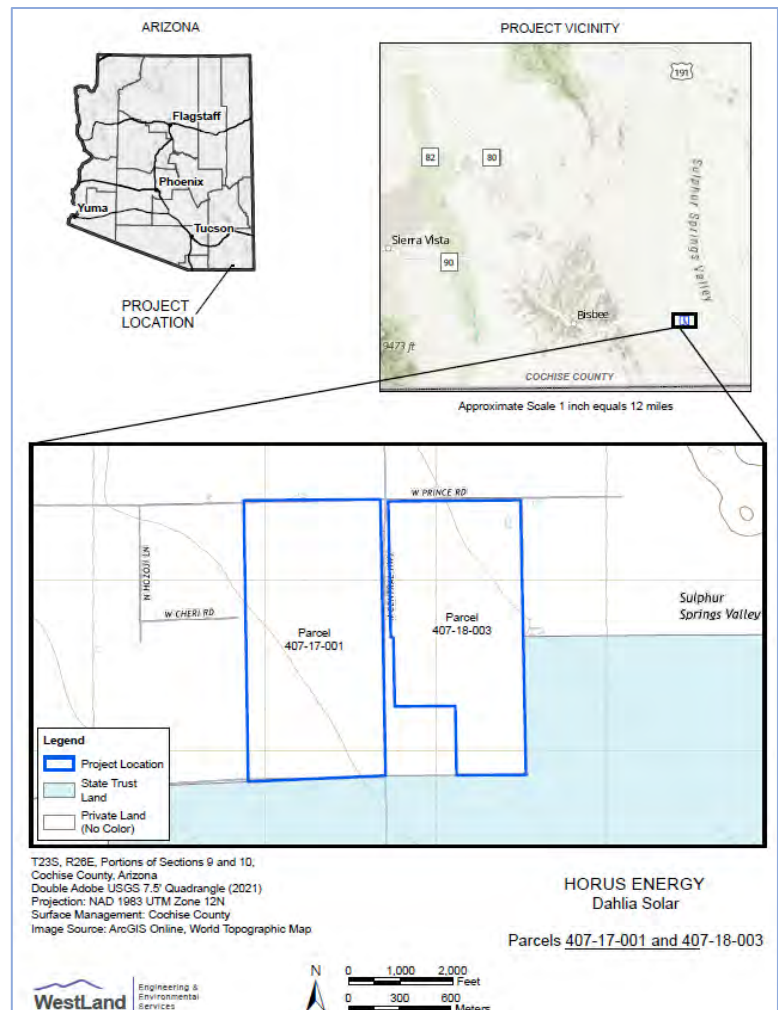 ARIZONA
PROJECT VICINITY
Flagstaff
Phoenix
Yuma
Tucson
PROJECT
LOCATION
191
82
80
Sulphur Springs Valley
Sierra Vista
90
Bisbee
9473 ft
COCHISE COUNTY
Approximate Scale 1 inch equals 12 miles
W PRINCE RD
N HOZOJI LN
W CHERI RD
Parcel
407-17-001
Parcel
407-18-003
Sulphur
Springs Valley
Legend
Project Location
State Trust
Land
Private Land
(No Color)
T23S, R26E, Portions of Sections 9 and 10,
Cochise County, Arizona
Double Adobe USGS 7.5' Quadrangle (2021)
Projection: NAD 1983 UTM Zone 12N
Surface Management: Cochise County
Image Source: ArcGIS Online, World Topographic Map
HORUS ENERGY
Dahlia Solar
Parcels 407-17-001 and 407-18-003
WestLand
Engineering &
Environmental
Services
N
0 1,000 2,000
Feet
0 300 600
Meters